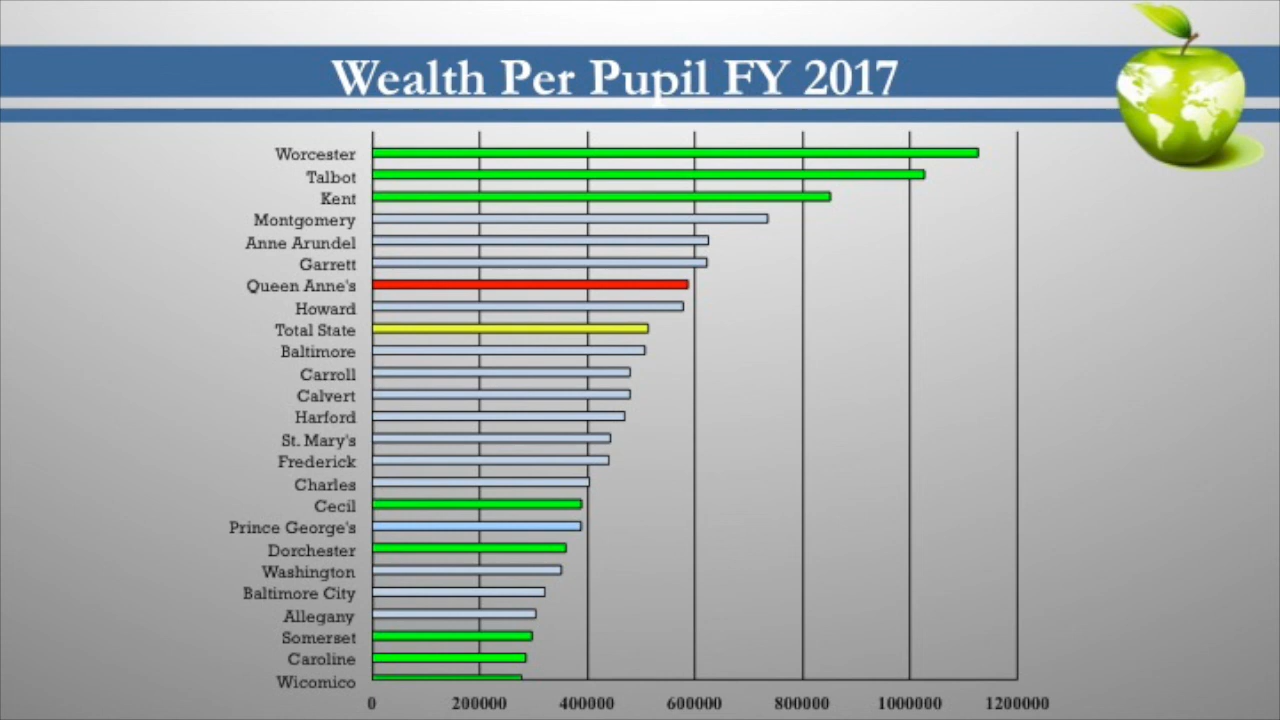 Wealth Per Pupil FY 2017
Worcester
Talbot
Kent
Montgomery
Anne Arundel
Garrett
Queen Anne's
Howard
Total State
Baltimore
Carroll
Calvert
Harford
St. Mary's
Frederick
Charles
Cecil
Prince George's
Dorchester
Washington
Baltimore City
Allegany
Somerset
Caroline
Wicomico
0 200000 400000 600000 800000 1000000 1200000